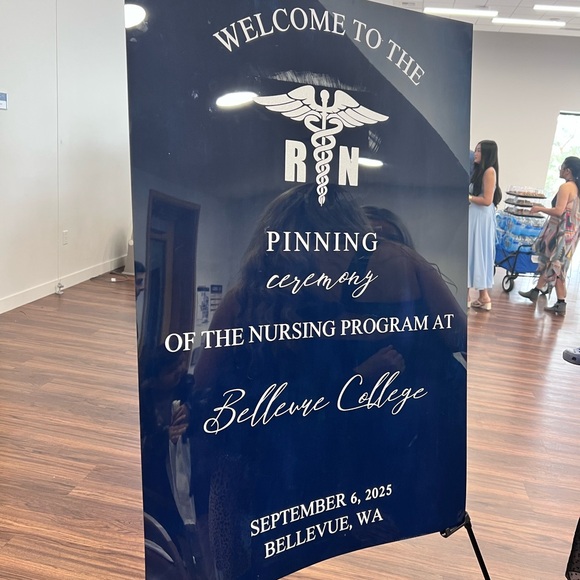 WELCOME TO THE
RN
PINNING
ceremony
OF THE NURSING PROGRAM AT
Bellevue College
SEPTEMBER 6, 2025
BELLEVUE, WA